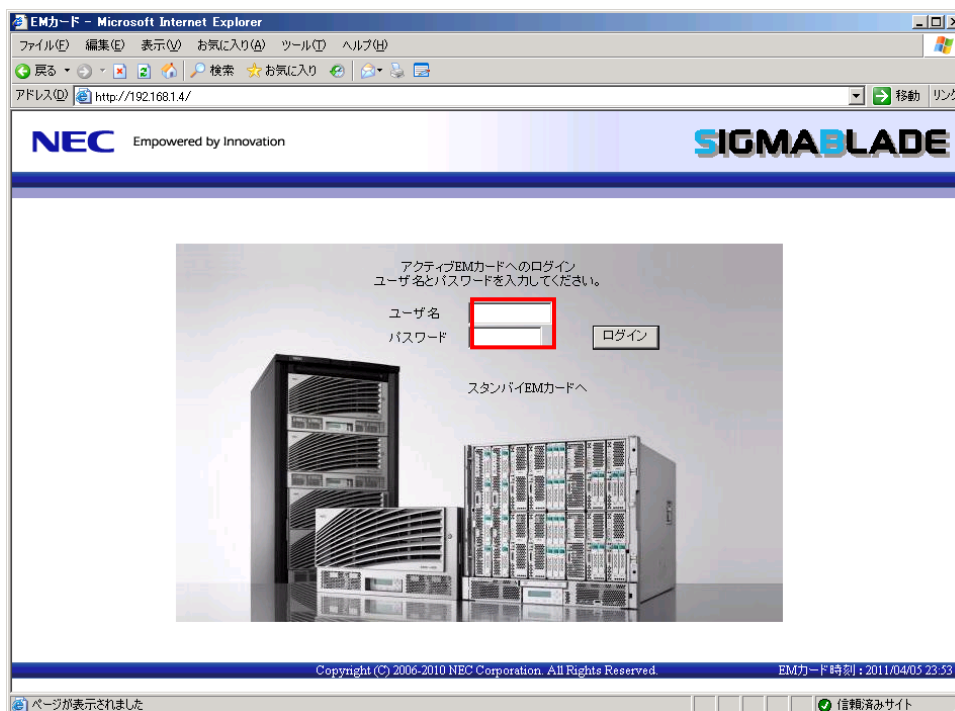 EMカード - Microsoft Internet Explorer
ファイル(F) 編集(E) 表示(V) お気に入り(A) ツール(T) ヘルプ(H)
戻る 検索 お気に入り
アドレス(D) http://192.168.1.4/ 移動 リンク
NEC Empowered by Innovation SIGMABLADE
アクティブEMカードへのログイン
ユーザ名とパスワードを入力してください。
ユーザ名
パスワード ログイン
スタンバイEMカードへ
Copyright (C) 2006-2010 NEC Corporation. All Rights Reserved. EMカード時刻 : 2011/04/05 23:53
ページが表示されました 信頼済みサイト